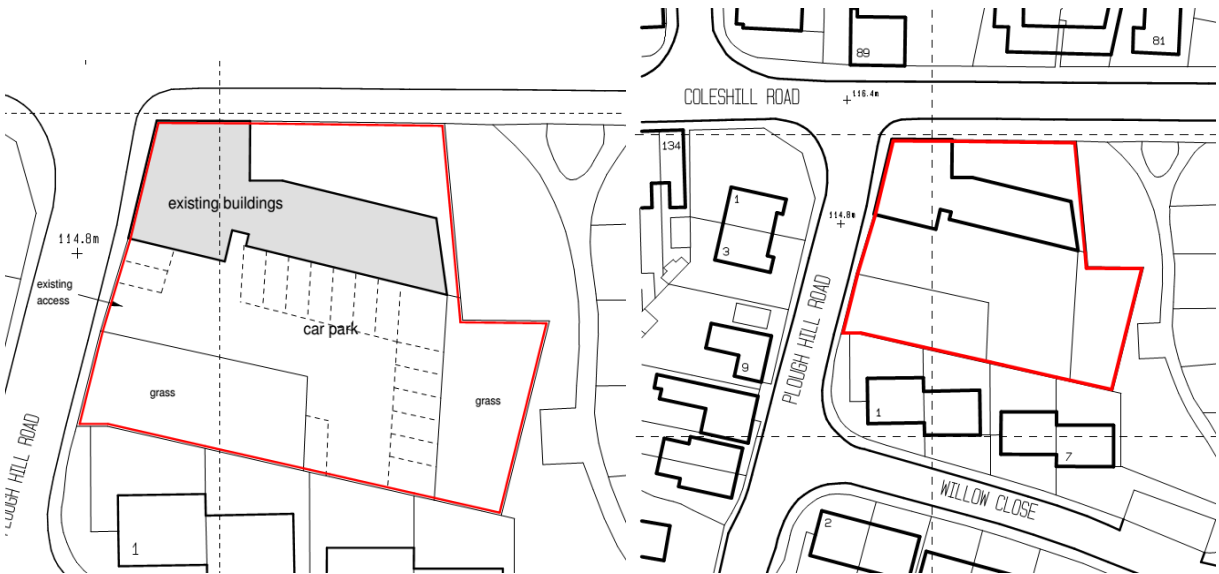 existing buildings
114.8m
existing
access
car park
grass
grass
PLOUGH HILL ROAD
1
89
81
COLESHILL ROAD
116.4m
134
1
3
114.8m
PLOUGH HILL ROAD
9
1
7
WILLOW CLOSE
2